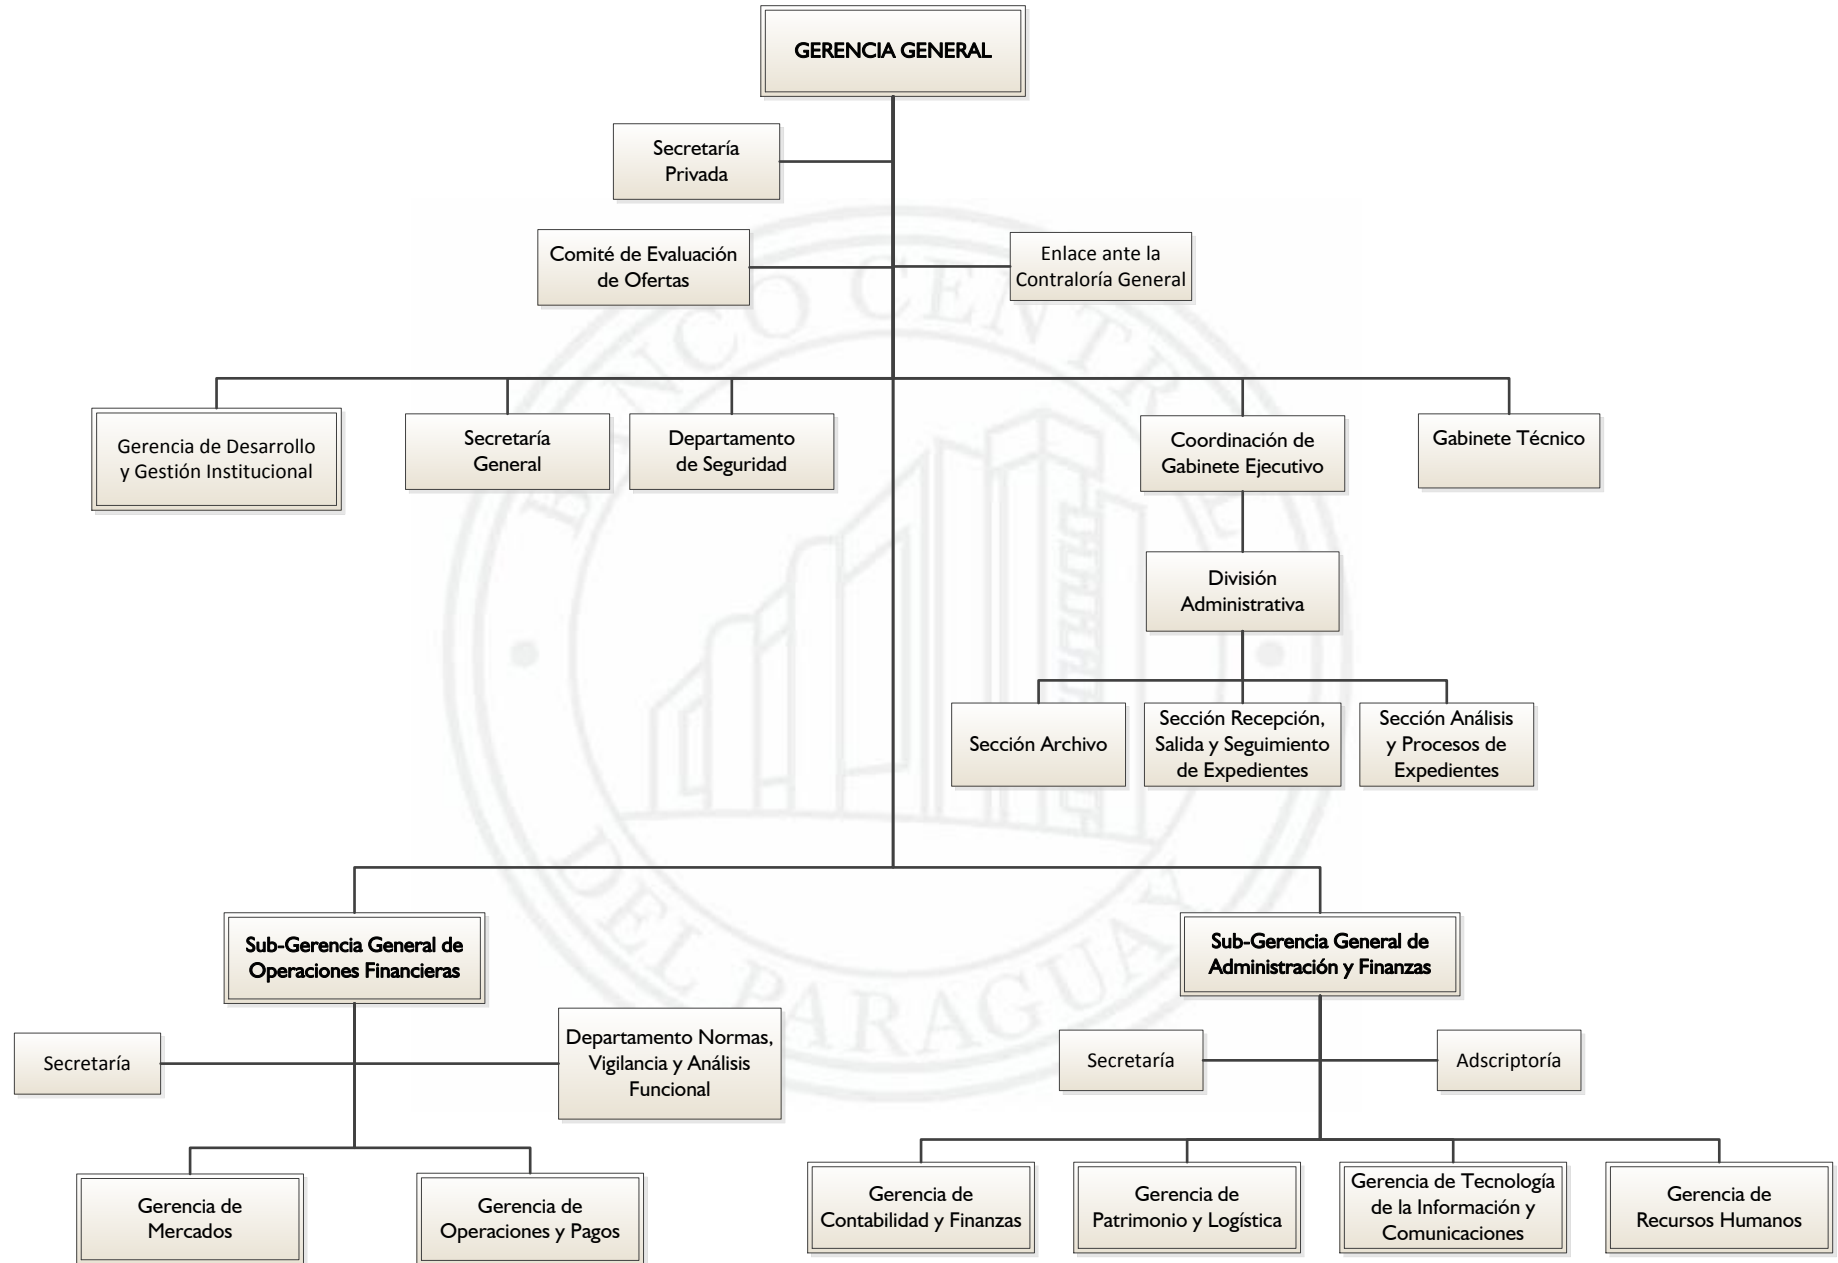 GERENCIA GENERAL
Secretaría
Privada
Comité de Evaluación
de Ofertas
Enlace ante la
Contraloría General
BANCO CENTRAL
DEL PARAGUAY
Gerencia de Desarrollo
y Gestión Institucional
Secretaría
General
Departamento
de Seguridad
Coordinación de
Gabinete Ejecutivo
Gabinete Técnico
División
Administrativa
Sección Archivo
Sección Recepción,
Salida y Seguimiento
de Expedientes
Sección Análisis
y Procesos de
Expedientes
Sub-Gerencia General de
Operaciones Financieras
Sub-Gerencia General de
Administración y Finanzas
Secretaría
Departamento Normas,
Vigilancia y Análisis
Funcional
Secretaría
Adscriptoría
Gerencia de
Mercados
Gerencia de
Operaciones y Pagos
Gerencia de
Contabilidad y Finanzas
Gerencia de
Patrimonio y Logística
Gerencia de Tecnología
de la Información y
Comunicaciones
Gerencia de
Recursos Humanos